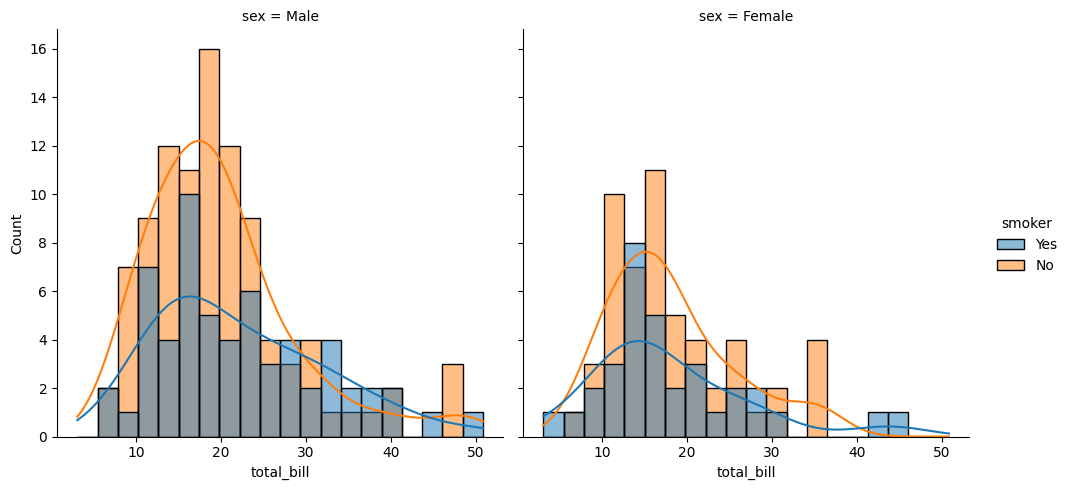 sex = Male
sex = Female
16
14
12
10
8
6
4
2
0
Count
10 20 30 40 50
10 20 30 40 50
total_bill
total_bill
smoker
Yes
No